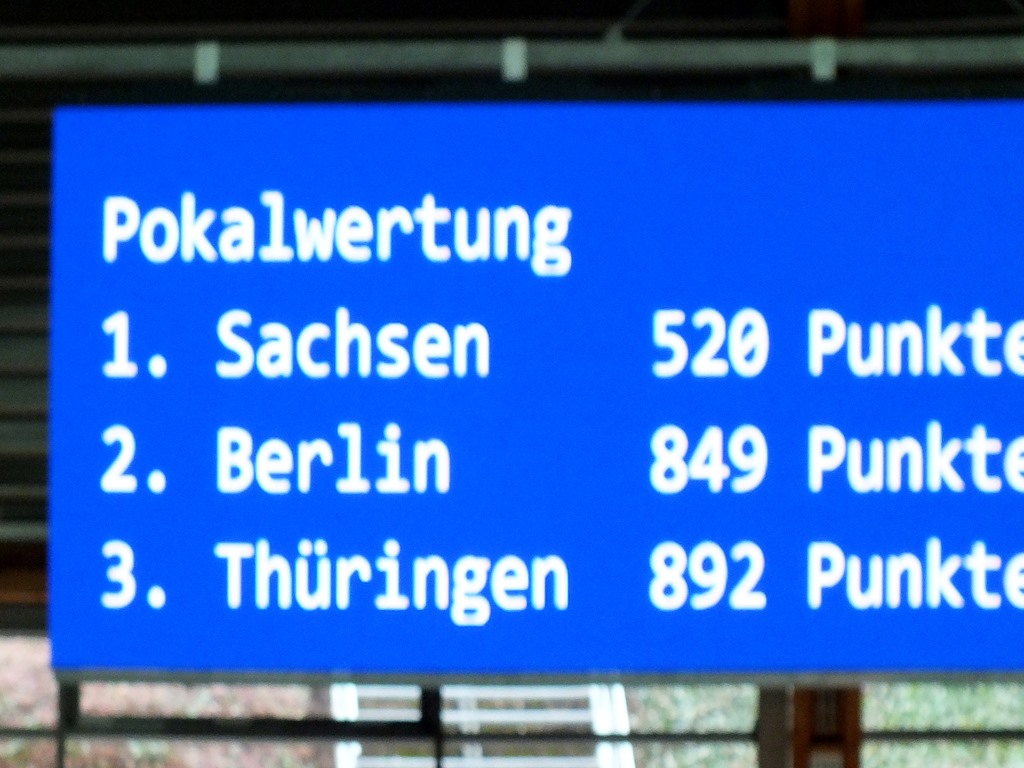 Pokalwertung
1. Sachsen 520 Punkte
2. Berlin 849 Punkte
3. Thüringen 892 Punkte